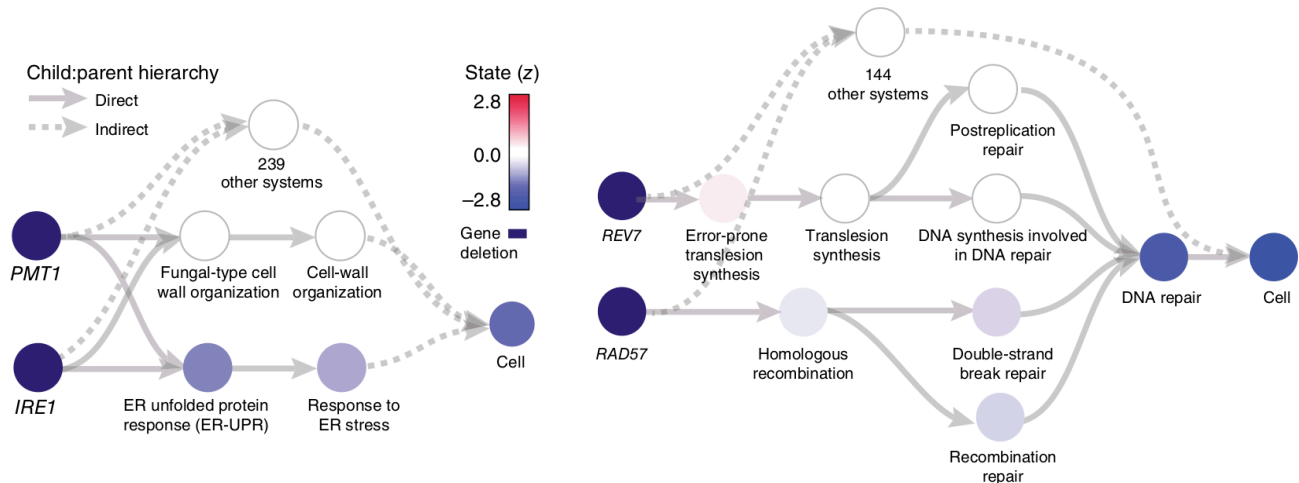 Child:parent hierarchy
Direct
Indirect
239
other systems
PMT1
Fungal-type cell
wall organization
Cell-wall
organization
IRE1
ER unfolded protein
response (ER-UPR)
Response to
ER stress
Cell
State (z)
2.8
0.0
–2.8
Gene
deletion
144
other systems
Postreplication
repair
REV7
Error-prone
translesion
synthesis
Translesion
synthesis
DNA synthesis involved
in DNA repair
DNA repair
Cell
RAD57
Homologous
recombination
Double-strand
break repair
Recombination
repair